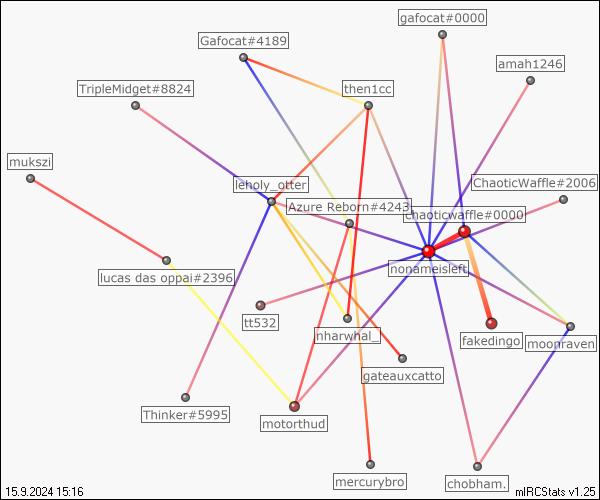 gafocat#0000
Gafocat#4189
amah1246
TripleMidget#8824
then1cc
mukszi
ChaoticWaffle#2006
leholy_otter
Azure Reborn#4243
chaoticwaffle#0000
nonameisleft
lucas das oppai#2396
tt532
nharwhal_
fakedingo
moonraven
gateauxcatto
Thinker#5995
motorthud
mercurybro
chobham.
15.9.2024 15:16
mIRCStats v1.25